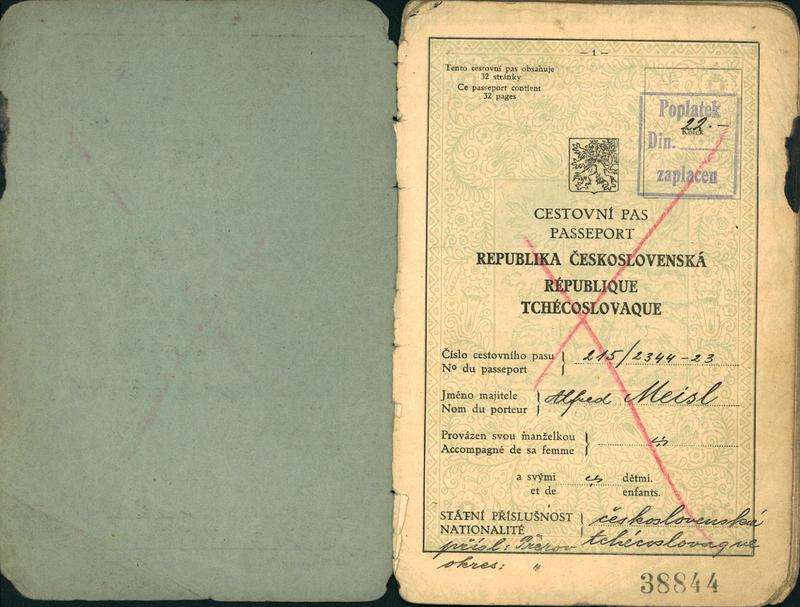 — 1 —
Tento cestovní pas obsahuje
32 stránky
Ce passeport contient
32 pages
Poplatek
Kolek
Din. 22.–
zaplacen
CESTOVNÍ PAS
PASSEPORT
REPUBLIKA ČESKOSLOVENSKÁ
RÉPUBLIQUE
TCHÉCOSLOVAQUE
Číslo cestovního pasu } 215/2344-23
Nº du passeport
Jméno majitele } Alfred Meisl
Nom du porteur
Provázen svou manželkou }
Accompagné de sa femme
a svými dětmi.
et de enfants.
STÁTNÍ PŘÍSLUŠNOST } československá
NATIONALITÉ
přísl: Přerov tchécoslovaque
okres: "
38844